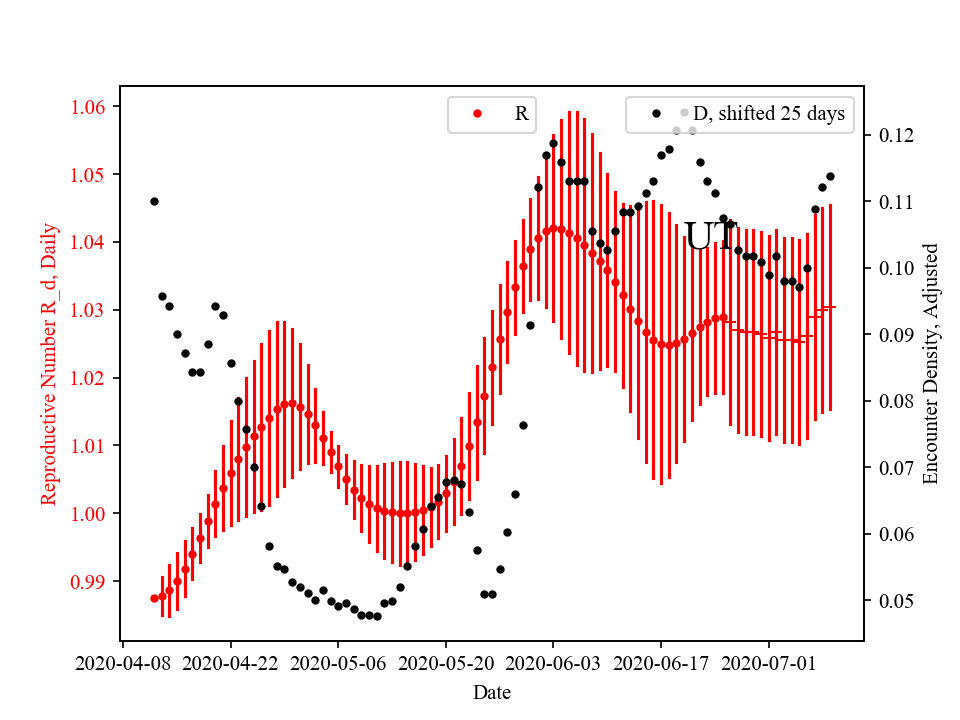 R
D, shifted 25 days
UT
Reproductive Number R_d, Daily
1.06
1.05
1.04
1.03
1.02
1.01
1.00
0.99
Encounter Density, Adjusted
0.12
0.11
0.10
0.09
0.08
0.07
0.06
0.05
2020-04-08 2020-04-22 2020-05-06 2020-05-20 2020-06-03 2020-06-17 2020-07-01
Date